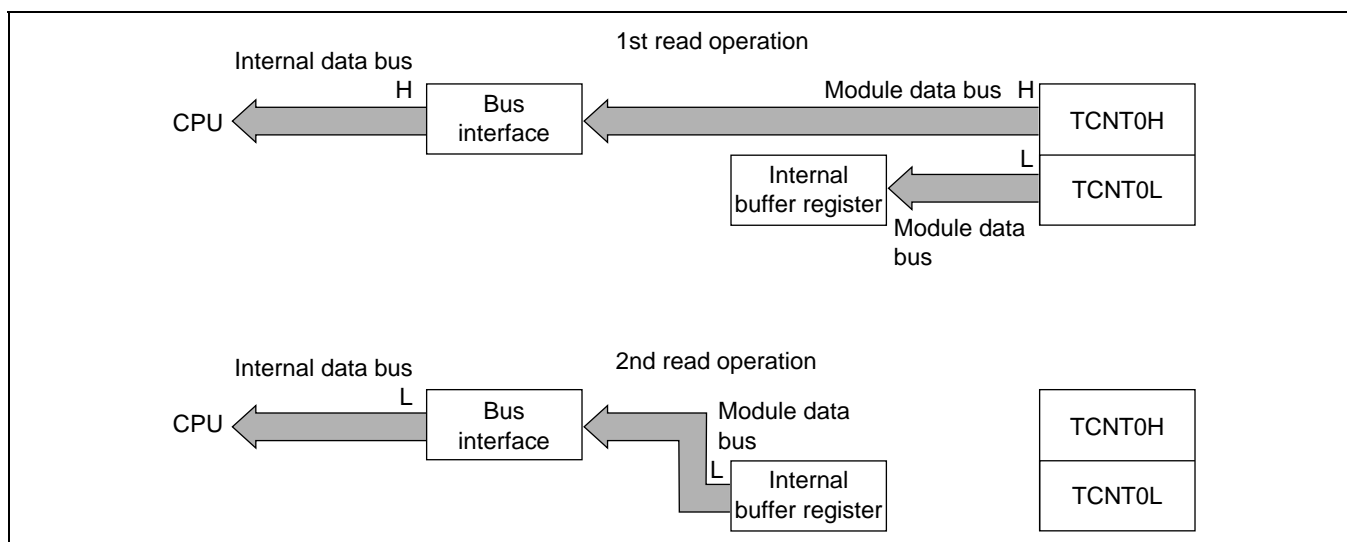 1st read operation
Internal data bus
H
Module data bus H
CPU
Bus
interface
TCNT0H
L
Internal
buffer register
TCNT0L
Module data
bus
2nd read operation
Internal data bus
L
CPU
Bus
interface
Module data
bus
L
Internal
buffer register
TCNT0H
TCNT0L